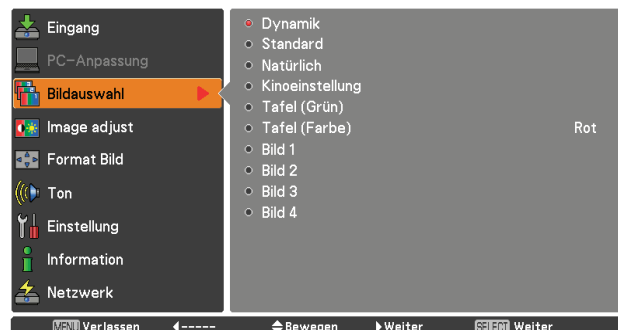 Eingang
PC-Anpassung
Bildauswahl
Image adjust
Format Bild
Ton
Einstellung
Information
Netzwerk
Dynamik
Standard
Natürlich
Kinoeinstellung
Tafel (Grün)
Tafel (Farbe) Rot
Bild 1
Bild 2
Bild 3
Bild 4
MENU Verlassen ----- Bewegen Weiter SELECT Weiter